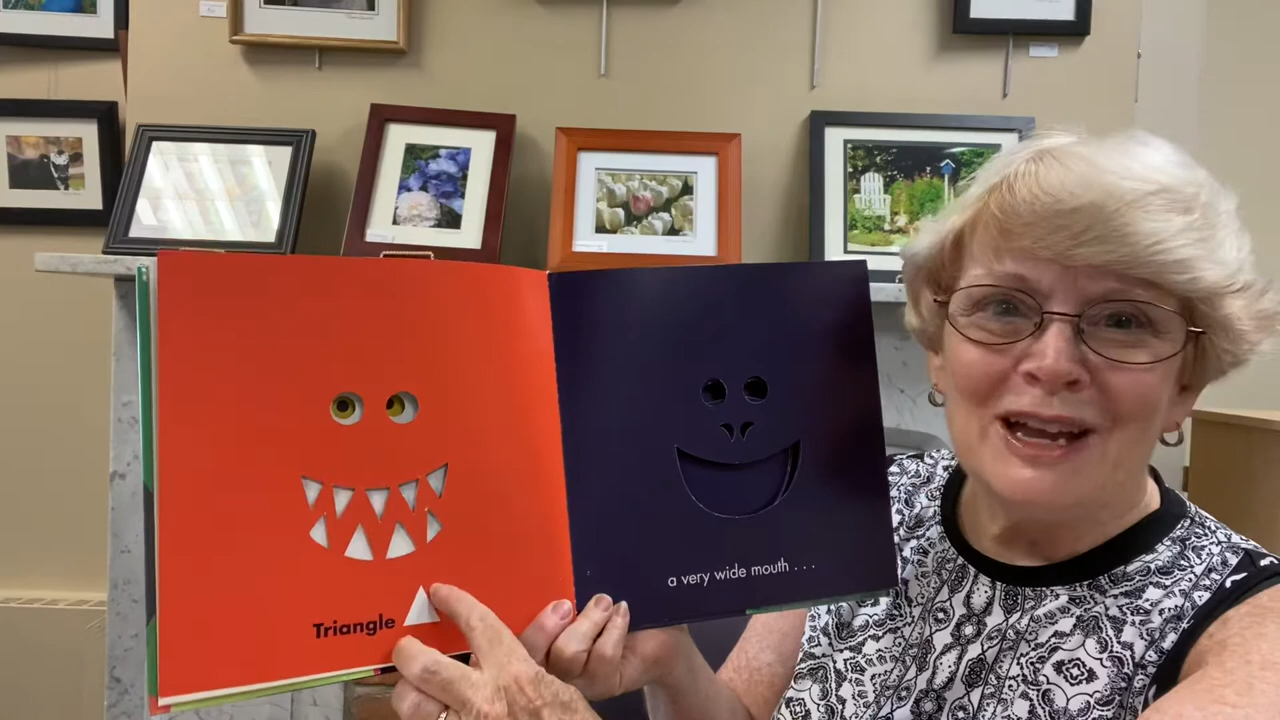 Triangle
a very wide mouth . . .